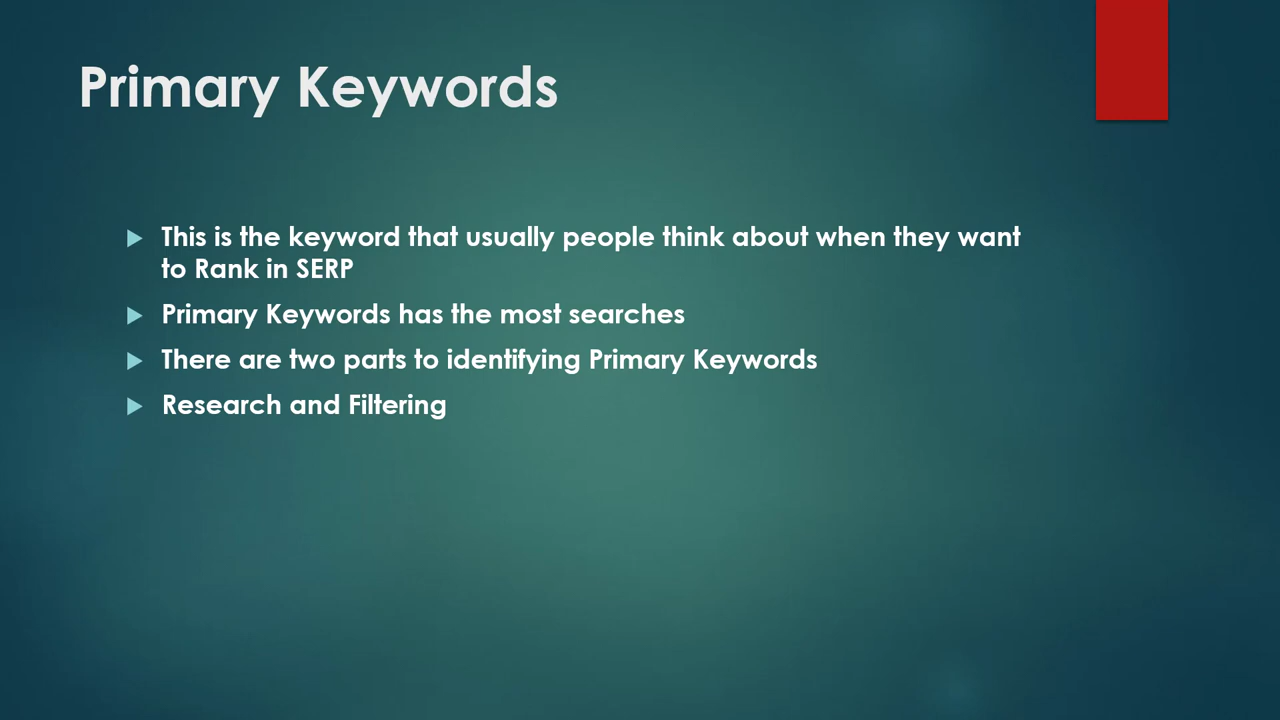 Primary Keywords
This is the keyword that usually people think about when they want
to Rank in SERP
Primary Keywords has the most searches
There are two parts to identifying Primary Keywords
Research and Filtering